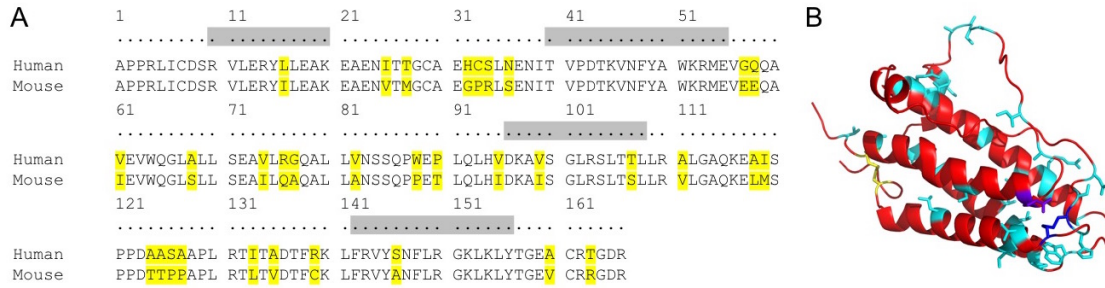 A B
1 11 21 31 41 51
.......... .......... .......... .......... .......... ..........
Human APPRLICDSR VLERYLLEAK EAENITTGCA EHCSLNENIT VPDTKVNFYA WKRMEVGQQA
Mouse APPRLICDSR VLERYILEAK EAENVTMGCA EGPRLSENIT VPDTKVNFYA WKRMEVEEQA
61 71 81 91 101 111
.......... .......... .......... .......... .......... ..........
Human VEVWQGLALL SEAVLRGQAL LVNSSQPWEP LQLHVDKAVS GLRSLTTLLR ALGAQKEAIS
Mouse IEVWQGLSLL SEAILQAQAL LANSSQPPET LQLHIDKAIS GLRSLTSLLR VLGAQKELMS
121 131 141 151 161
.......... .......... .......... .......... ......
Human PPDAASAAPL RTITADTFRK LFRVYSNFLR GKLKLYTGEA CRTGDR
Mouse PPDTTPPAPL RTLTVDTFCK LFRVYANFLR GKLKLYTGEV CRRGDR